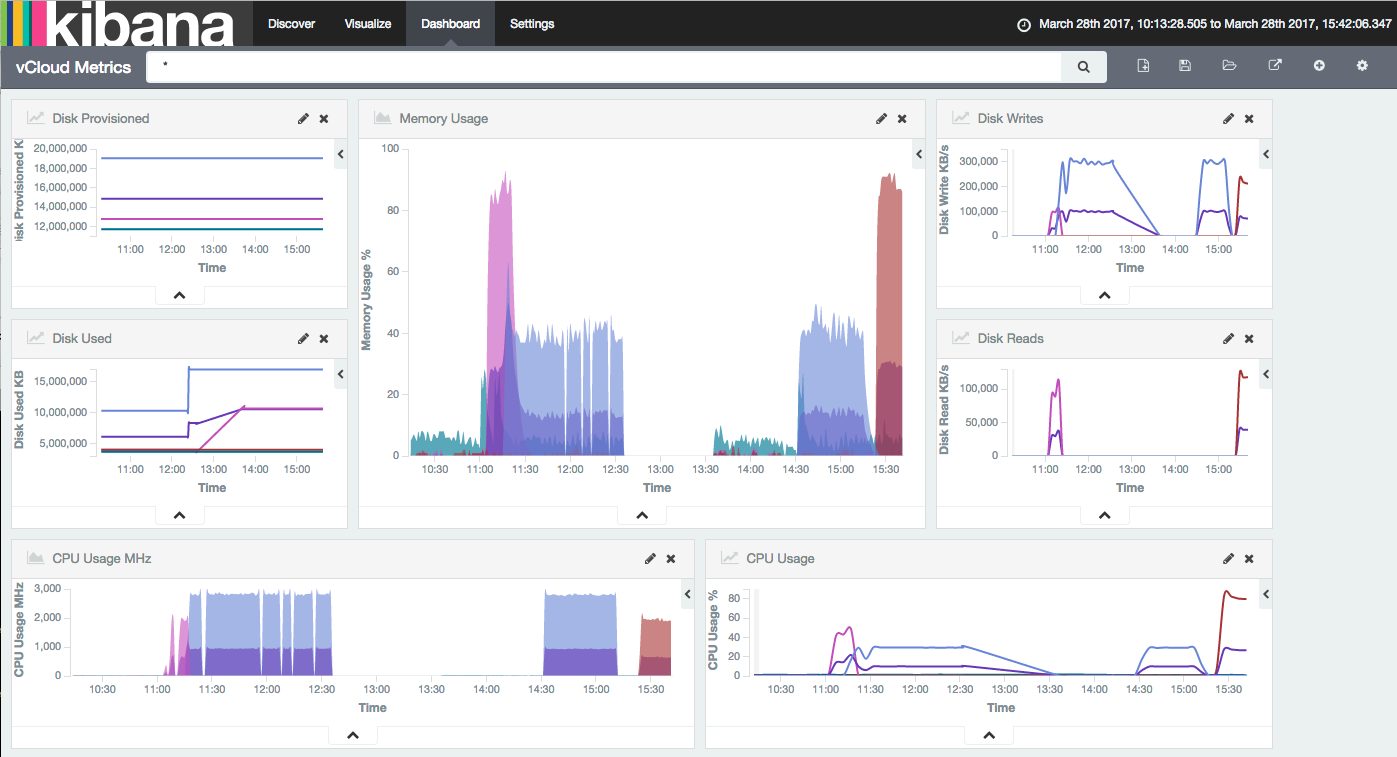 kibana
Discover Visualize Dashboard Settings
March 28th 2017, 10:13:28.505 to March 28th 2017, 15:42:06.347
vCloud Metrics
*
Disk Provisioned
20,000,000
18,000,000
16,000,000
14,000,000
12,000,000
11:00 12:00 13:00 14:00 15:00
Time
Memory Usage
Memory Usage %
100
80
60
40
20
0
10:30 11:00 11:30 12:00 12:30 13:00 13:30 14:00 14:30 15:00 15:30
Time
Disk Writes
Disk Write KB/s
300,000
200,000
100,000
0
11:00 12:00 13:00 14:00 15:00
Time
Disk Used
Disk Used KB
15,000,000
10,000,000
5,000,000
11:00 12:00 13:00 14:00 15:00
Time
Disk Reads
Disk Read KB/s
100,000
50,000
0
11:00 12:00 13:00 14:00 15:00
Time
CPU Usage MHz
CPU Usage MHz
3,000
2,000
1,000
0
10:30 11:00 11:30 12:00 12:30 13:00 13:30 14:00 14:30 15:00 15:30
Time
CPU Usage
CPU Usage %
80
60
40
20
0
10:30 11:00 11:30 12:00 12:30 13:00 13:30 14:00 14:30 15:00 15:30
Time